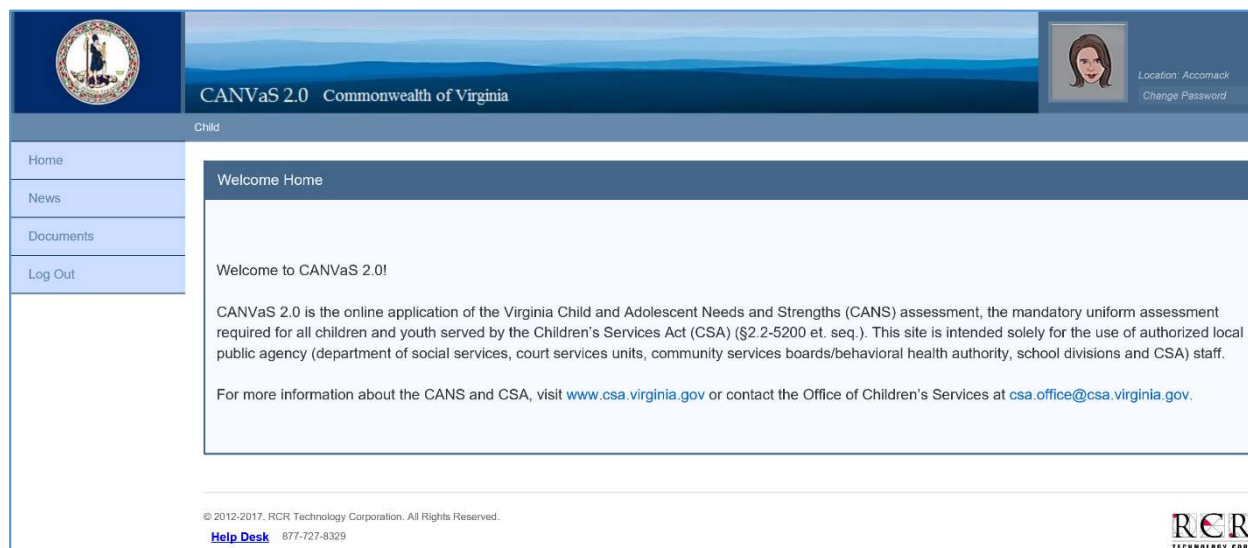 CANVaS 2.0 Commonwealth of Virginia
Location: Accomack
Change Password
Child
Home
News
Documents
Log Out
Welcome Home
Welcome to CANVaS 2.0!
CANVaS 2.0 is the online application of the Virginia Child and Adolescent Needs and Strengths (CANS) assessment, the mandatory uniform assessment
required for all children and youth served by the Children's Services Act (CSA) (§2.2-5200 et. seq.). This site is intended solely for the use of authorized local
public agency (department of social services, court services units, community services boards/behavioral health authority, school divisions and CSA) staff.
For more information about the CANS and CSA, visit www.csa.virginia.gov or contact the Office of Children's Services at csa.office@csa.virginia.gov.
© 2012-2017. RCR Technology Corporation. All Rights Reserved.
Help Desk 877-727-8329
RCR